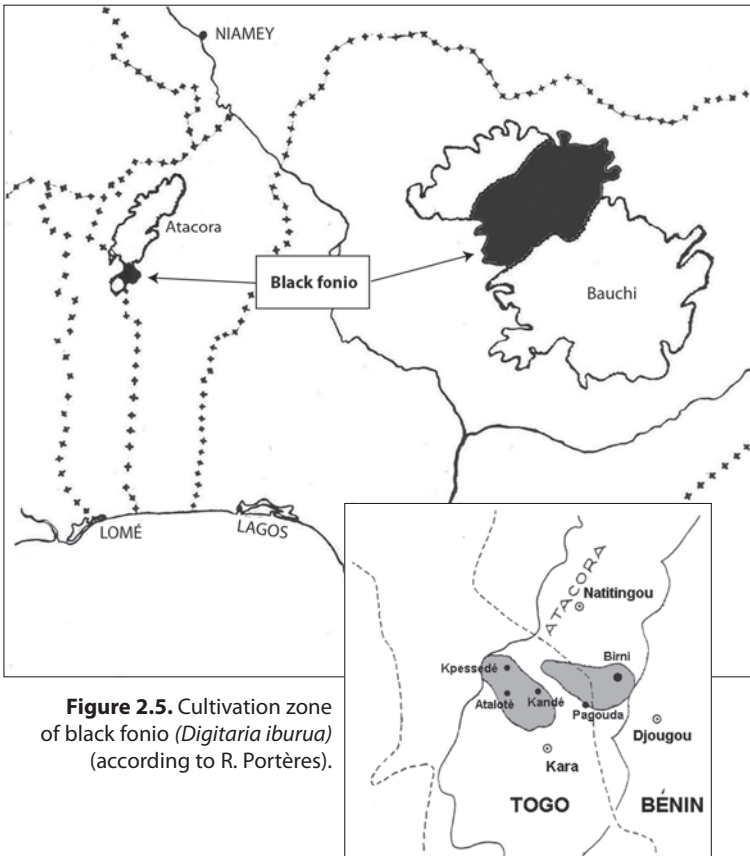 NIAMEY
Atacora
Black fonio
Bauchi
LOMÉ
LAGOS
ATACORA
Natitingou
Kpessedé
Birni
Ataloté
Kandé
Pagouda
Djougou
Kara
TOGO
BÉNIN
Figure 2.5. Cultivation zone
of black fonio (Digitaria iburua)
(according to R. Portères).